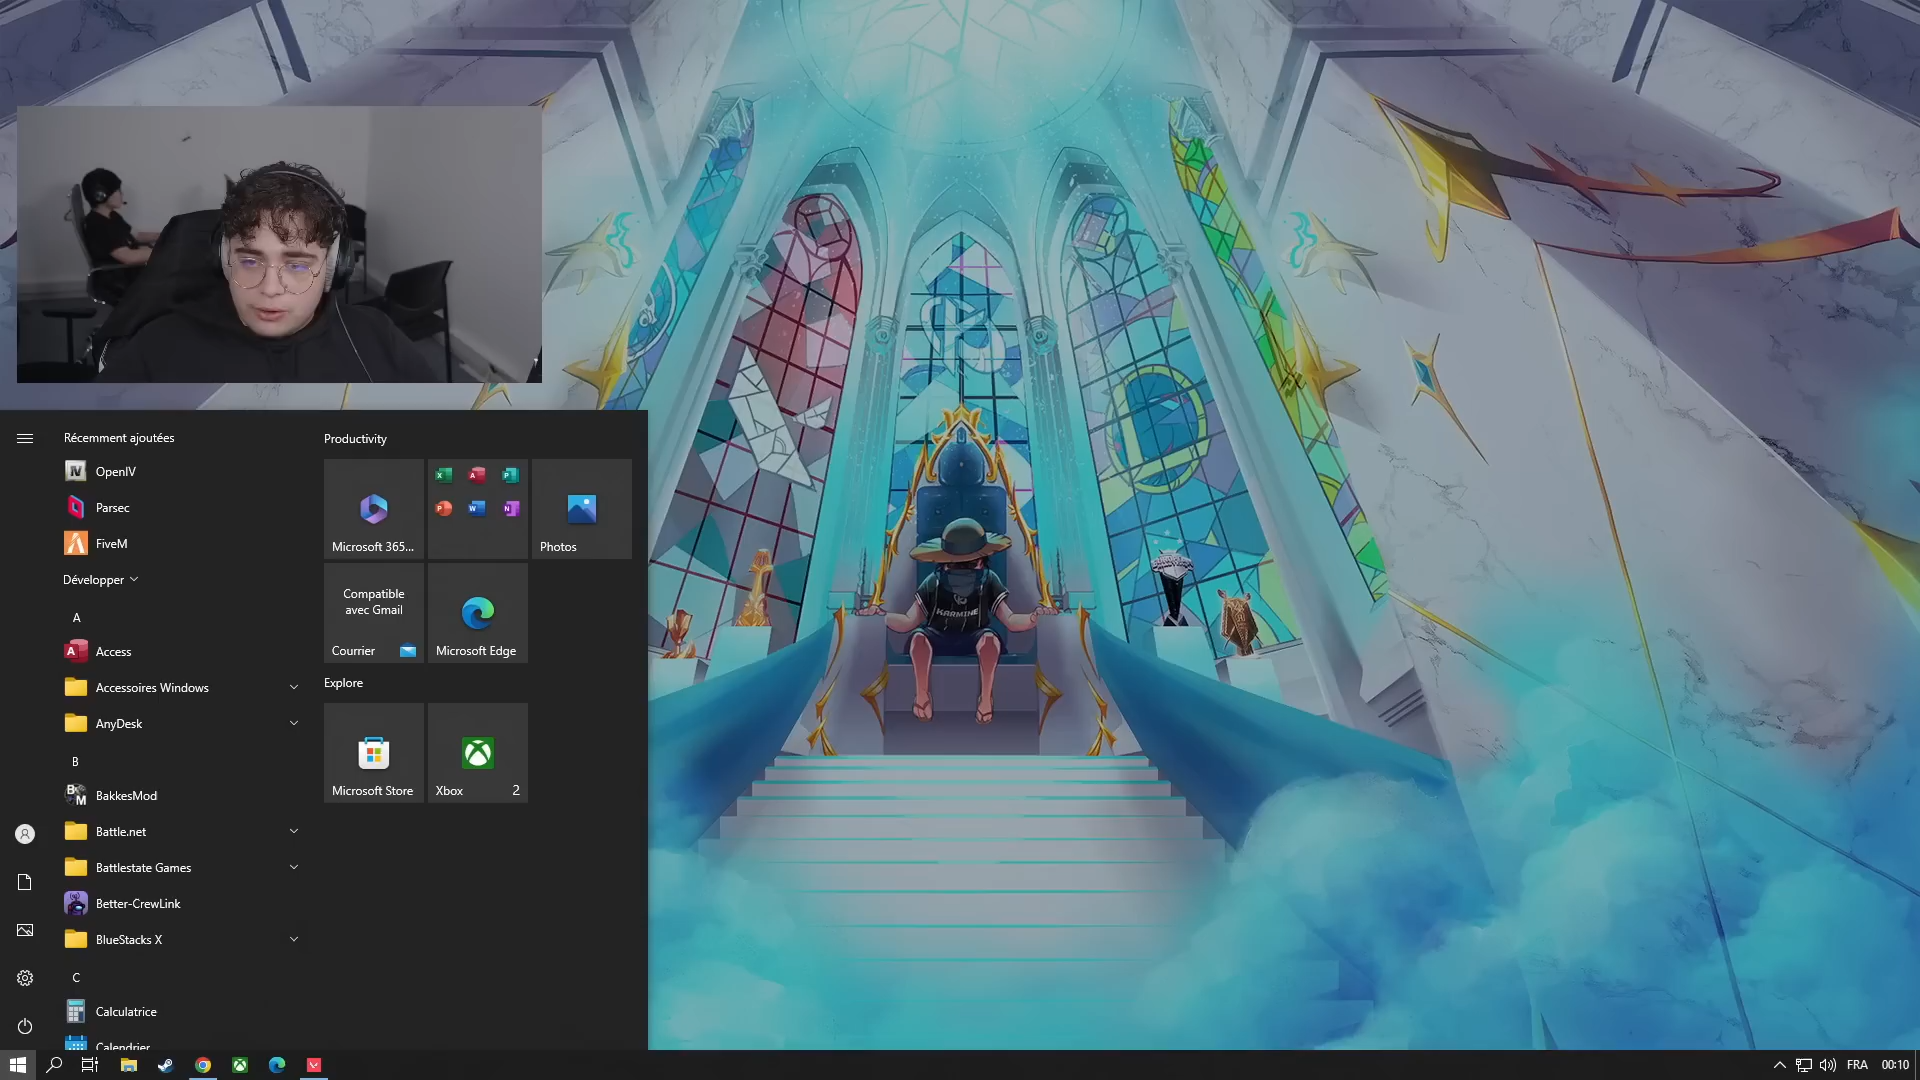 KARMINE
Récemment ajoutées
OpenIV
Parsec
FiveM
Développer
A
Access
Accessoires Windows
AnyDesk
B
BakkesMod
Battle.net
Battlestate Games
Better-CrewLink
BlueStacks X
C
Calculatrice
Calendrier
Productivity
Microsoft 365...
Photos
Compatible
avec Gmail
Courrier
Microsoft Edge
Explore
Microsoft Store
Xbox 2
FRA
00:10